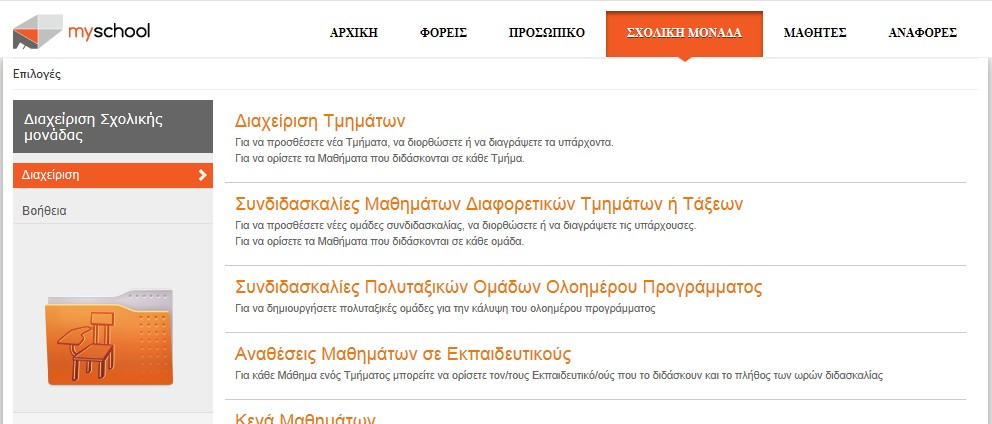 myschool
ΑΡΧΙΚΗ ΦΟΡΕΙΣ ΠΡΟΣΩΠΙΚΟ ΣΧΟΛΙΚΗ ΜΟΝΑΔΑ ΜΑΘΗΤΕΣ ΑΝΑΦΟΡΕΣ
Επιλογές
Διαχείριση Σχολικής
μονάδας
Διαχείριση
Βοήθεια
Διαχείριση Τμημάτων
Για να προσθέσετε νέα Τμήματα, να διορθώσετε ή να διαγράψετε τα υπάρχοντα.
Για να ορίσετε τα Μαθήματα που διδάσκονται σε κάθε Τμήμα.
Συνδιδασκαλίες Μαθημάτων Διαφορετικών Τμημάτων ή Τάξεων
Για να προσθέσετε νέες ομάδες συνδιδασκαλίας, να διορθώσετε ή να διαγράψετε τις υπάρχουσες.
Για να ορίσετε τα Μαθήματα που διδάσκονται σε κάθε ομάδα.
Συνδιδασκαλίες Πολυταξικών Ομάδων Ολοημέρου Προγράμματος
Για να δημιουργήσετε πολυταξικές ομάδες για την κάλυψη του ολοημέρου προγράμματος
Αναθέσεις Μαθημάτων σε Εκπαιδευτικούς
Για κάθε Μάθημα ενός Τμήματος μπορείτε να ορίσετε τον/τους Εκπαιδευτικό/ούς που το διδάσκουν και το πλήθος των ωρών διδασκαλίας
Κενά Μαθημάτων